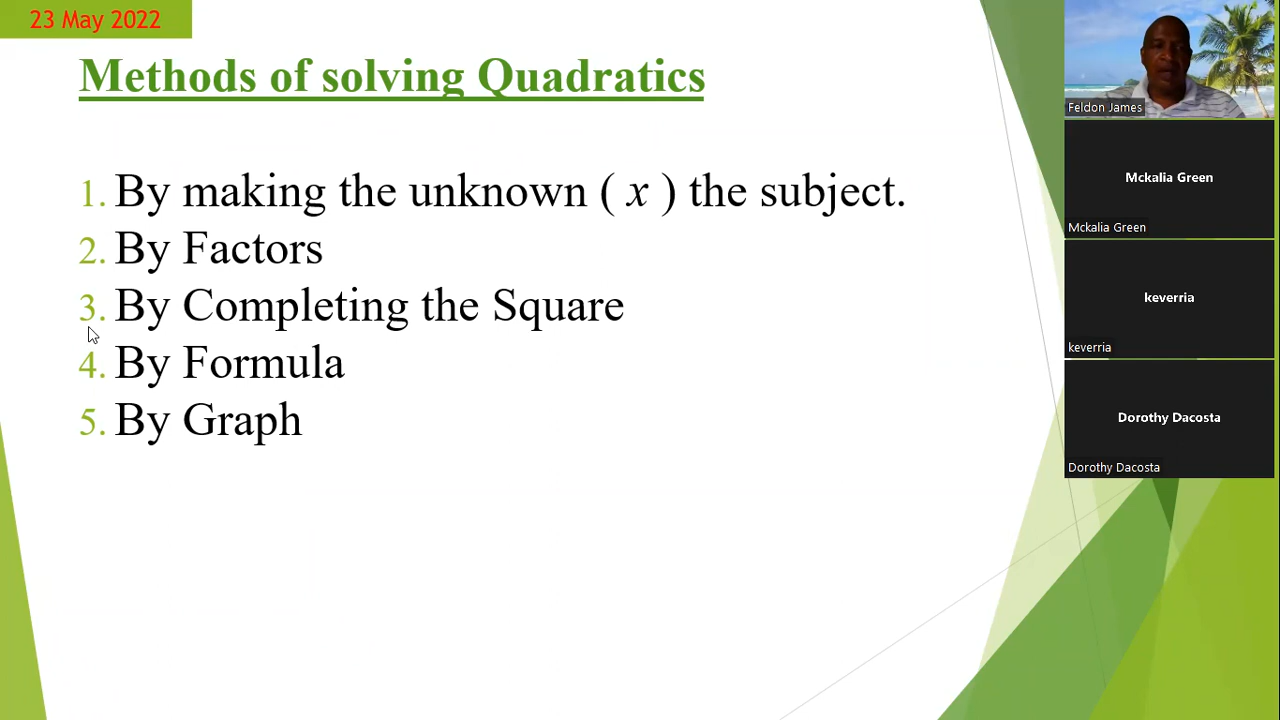 23 May 2022
Methods of solving Quadratics
1. By making the unknown ( x ) the subject.
2. By Factors
3. By Completing the Square
4. By Formula
5. By Graph
Feldon James
Mckalia Green
Mckalia Green
keverria
keverria
Dorothy Dacosta
Dorothy Dacosta